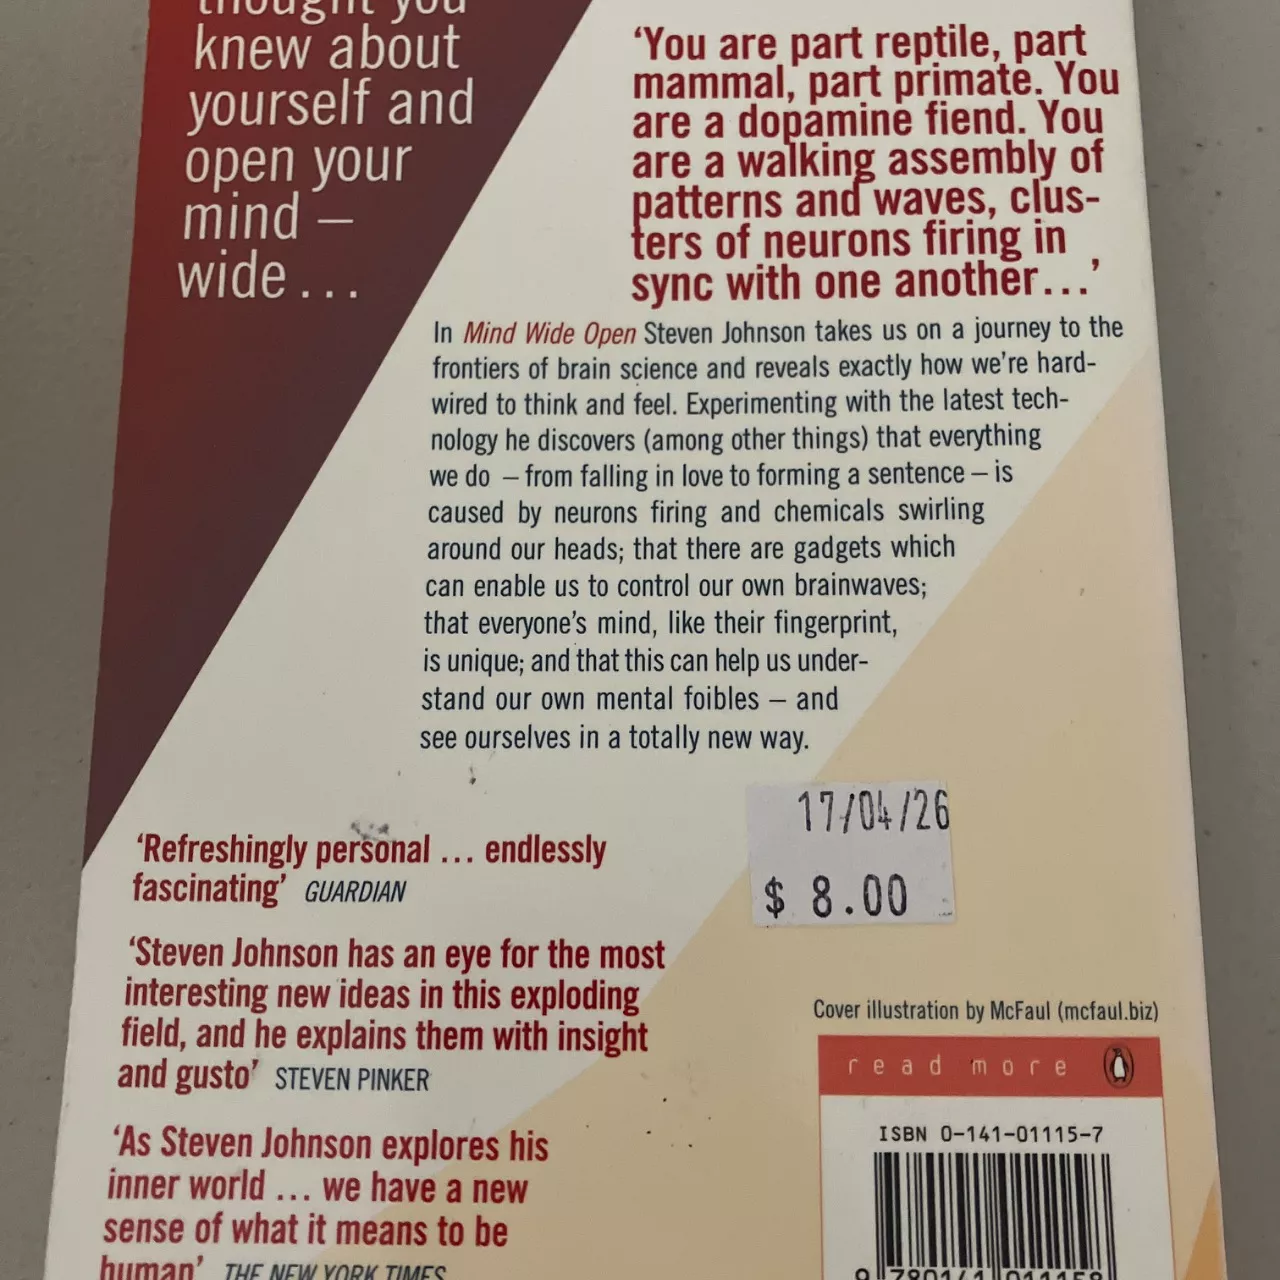 thought you
knew about
yourself and
open your
mind –
wide ...
‘You are part reptile, part
mammal, part primate. You
are a dopamine fiend. You
are a walking assembly of
patterns and waves, clus-
ters of neurons firing in
sync with one another...’
In Mind Wide Open Steven Johnson takes us on a journey to the
frontiers of brain science and reveals exactly how we’re hard-
wired to think and feel. Experimenting with the latest tech-
nology he discovers (among other things) that everything
we do – from falling in love to forming a sentence – is
caused by neurons firing and chemicals swirling
around our heads; that there are gadgets which
can enable us to control our own brainwaves;
that everyone’s mind, like their fingerprint,
is unique; and that this can help us under-
stand our own mental foibles – and
see ourselves in a totally new way.
17/04/26
$ 8.00
‘Refreshingly personal ... endlessly
fascinating’ GUARDIAN
‘Steven Johnson has an eye for the most
interesting new ideas in this exploding
field, and he explains them with insight
and gusto’ STEVEN PINKER
‘As Steven Johnson explores his
inner world ... we have a new
sense of what it means to be
human’ THE NEW YORK TIMES
Cover illustration by McFaul (mcfaul.biz)
read more
ISBN 0-141-01115-7
9 780141 011158